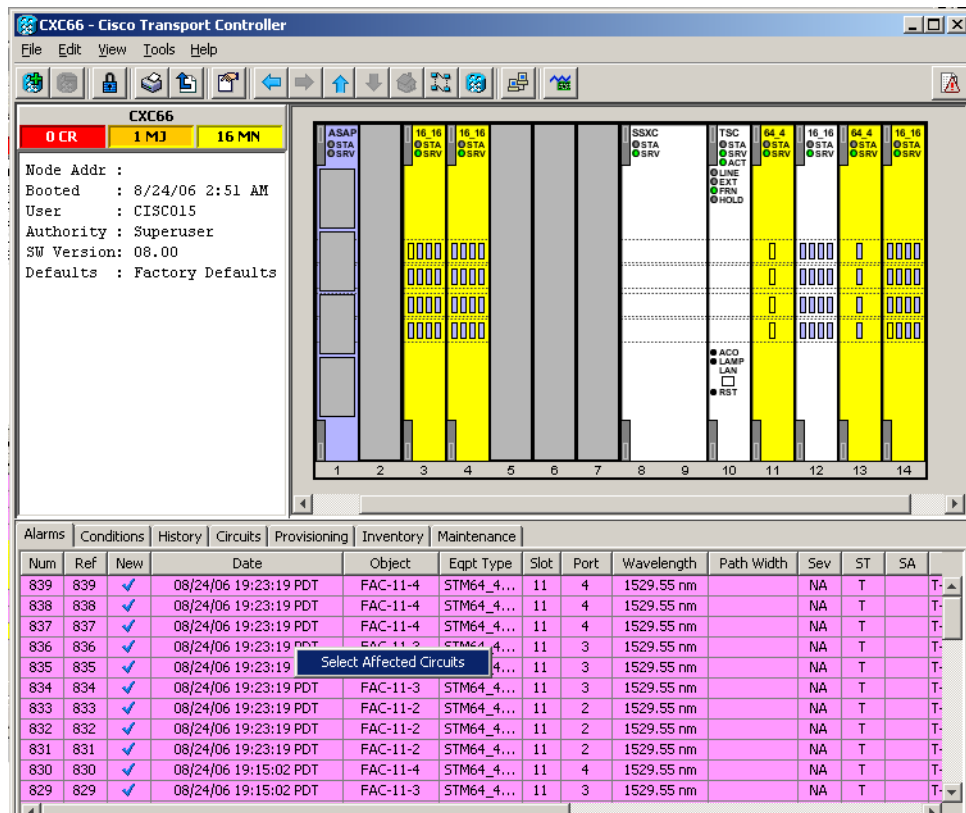 CXC66 - Cisco Transport Controller
File Edit View Tools Help
CXC66
0 CR 1 MJ 16 MN
Node Addr :
Booted : 8/24/06 2:51 AM
User : CISCO15
Authority : Superuser
SW Version: 08.00
Defaults : Factory Defaults
ASAP 16_16 16_16 SSXC TSC 64_4 16_16 64_4 16_16
STA STA STA STA STA STA STA STA STA
SRV SRV SRV SRV SRV SRV SRV SRV SRV
ACT
LINE
EXT
FRN
HOLD
ACO
LAMP
LAN
RST
1 2 3 4 5 6 7 8 9 10 11 12 13 14
Alarms Conditions History Circuits Provisioning Inventory Maintenance
Num Ref New Date Object Eqpt Type Slot Port Wavelength Path Width Sev ST SA
839 839 08/24/06 19:23:19 PDT FAC-11-4 STM64_4... 11 4 1529.55 nm NA T T-
838 838 08/24/06 19:23:19 PDT FAC-11-4 STM64_4... 11 4 1529.55 nm NA T T-
837 837 08/24/06 19:23:19 PDT FAC-11-4 STM64_4... 11 4 1529.55 nm NA T T-
836 836 08/24/06 19:23:19 PDT FAC-11-3 STM64_4... 11 3 1529.55 nm NA T T-
835 835 08/24/06 19:23:19 Select Affected Circuits 4... 11 3 1529.55 nm NA T T-
834 834 08/24/06 19:23:19 PDT FAC-11-3 STM64_4... 11 3 1529.55 nm NA T T-
833 833 08/24/06 19:23:19 PDT FAC-11-2 STM64_4... 11 2 1529.55 nm NA T T-
832 832 08/24/06 19:23:19 PDT FAC-11-2 STM64_4... 11 2 1529.55 nm NA T T-
831 831 08/24/06 19:23:19 PDT FAC-11-2 STM64_4... 11 2 1529.55 nm NA T T-
830 830 08/24/06 19:15:02 PDT FAC-11-4 STM64_4... 11 4 1529.55 nm NA T T-
829 829 08/24/06 19:15:02 PDT FAC-11-3 STM64_4... 11 3 1529.55 nm NA T T-